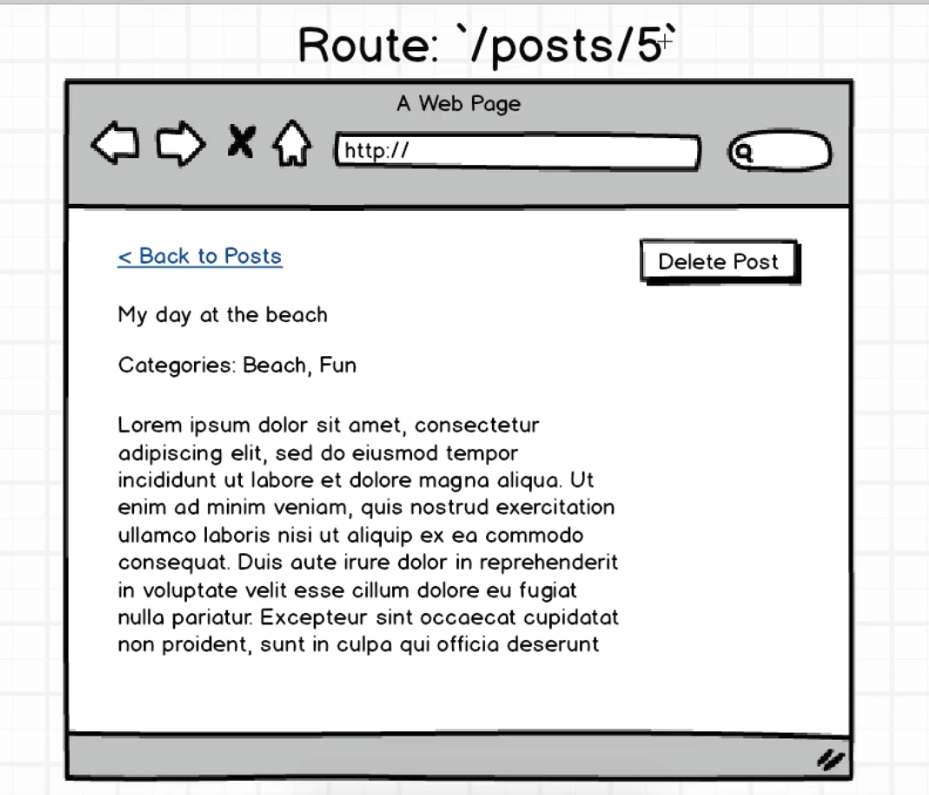 Route: `/posts/5`
A Web Page
http://
< Back to Posts
Delete Post
My day at the beach
Categories: Beach, Fun
Lorem ipsum dolor sit amet, consectetur
adipiscing elit, sed do eiusmod tempor
incididunt ut labore et dolore magna aliqua. Ut
enim ad minim veniam, quis nostrud exercitation
ullamco laboris nisi ut aliquip ex ea commodo
consequat. Duis aute irure dolor in reprehenderit
in voluptate velit esse cillum dolore eu fugiat
nulla pariatur. Excepteur sint occaecat cupidatat
non proident, sunt in culpa qui officia deserunt